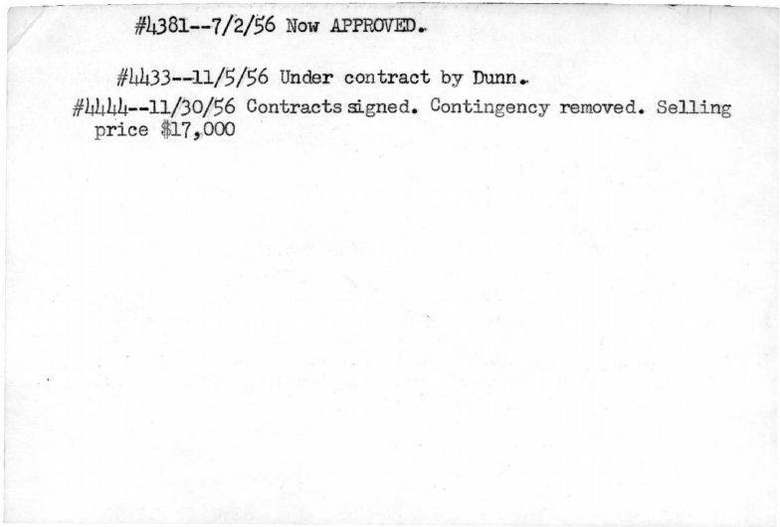 #4381--7/2/56 Now APPROVED.
#4433--11/5/56 Under contract by Dunn.
#4444--11/30/56 Contracts signed. Contingency removed. Selling
price $17,000